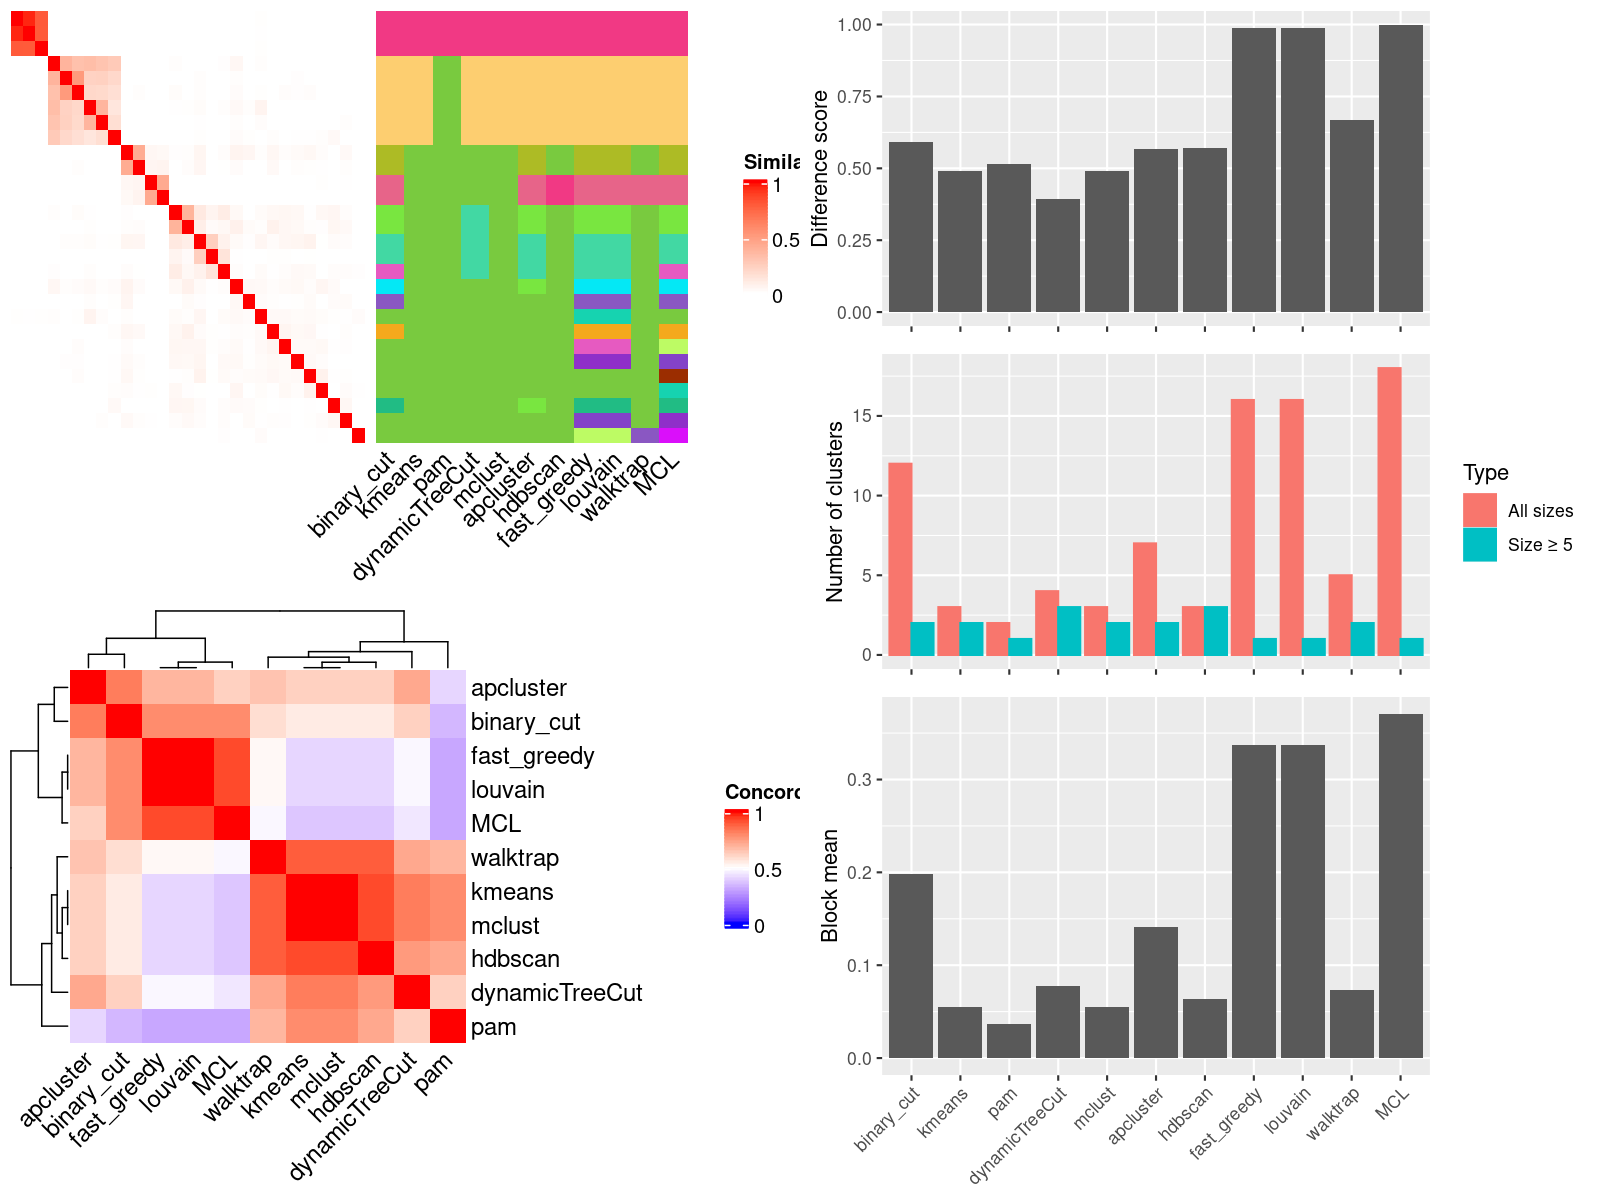 Simila
1
0.5
0
binary_cut
kmeans
pam
dynamicTreeCut
mclust
apcluster
hdbscan
fast_greedy
louvain
walktrap
MCL
Difference score
1.00
0.75
0.50
0.25
0.00
Number of clusters
15
10
5
0
Type
All sizes
Size ≥ 5
apcluster
binary_cut
fast_greedy
louvain
MCL
walktrap
kmeans
mclust
hdbscan
dynamicTreeCut
pam
apcluster
binary_cut
fast_greedy
louvain
MCL
walktrap
kmeans
mclust
hdbscan
dynamicTreeCut
pam
Concord
1
0.5
0
Block mean
0.3
0.2
0.1
0.0
binary_cut
kmeans
pam
dynamicTreeCut
mclust
apcluster
hdbscan
fast_greedy
louvain
walktrap
MCL